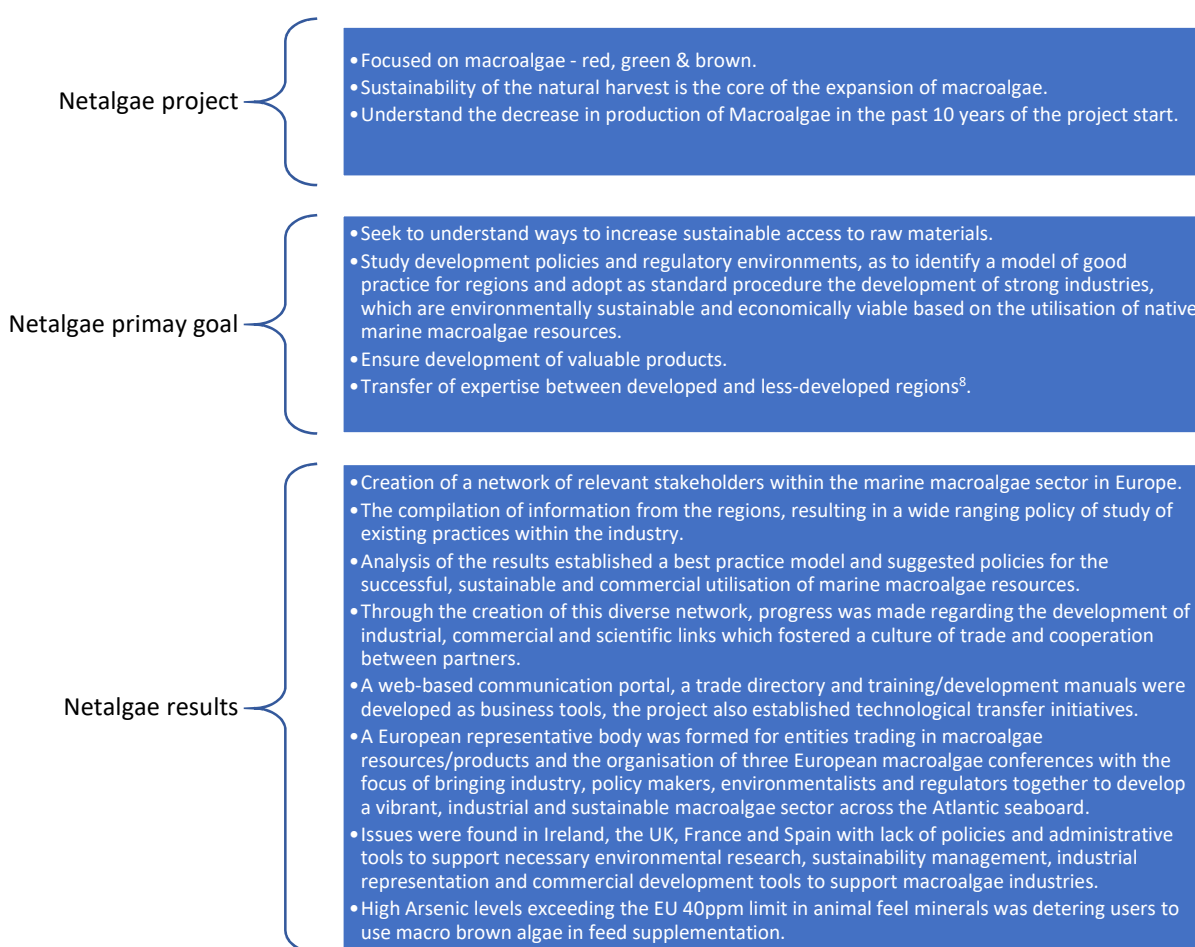 Netalgae project
•Focused on macroalgae - red, green & brown.
•Sustainability of the natural harvest is the core of the expansion of macroalgae.
•Understand the decrease in production of Macroalgae in the past 10 years of the project start.
Netalgae primay goal
•Seek to understand ways to increase sustainable access to raw materials.
•Study development policies and regulatory environments, as to identify a model of good
practice for regions and adopt as standard procedure the development of strong industries,
which are environmentally sustainable and economically viable based on the utilisation of native
marine macroalgae resources.
•Ensure development of valuable products.
•Transfer of expertise between developed and less-developed regions⁸.
Netalgae results
•Creation of a network of relevant stakeholders within the marine macroalgae sector in Europe.
•The compilation of information from the regions, resulting in a wide ranging policy of study of
existing practices within the industry.
•Analysis of the results established a best practice model and suggested policies for the
successful, sustainable and commercial utilisation of marine macroalgae resources.
•Through the creation of this diverse network, progress was made regarding the development of
industrial, commercial and scientific links which fostered a culture of trade and cooperation
between partners.
•A web-based communication portal, a trade directory and training/development manuals were
developed as business tools, the project also established technological transfer initiatives.
•A European representative body was formed for entities trading in macroalgae
resources/products and the organisation of three European macroalgae conferences with the
focus of bringing industry, policy makers, environmentalists and regulators together to develop
a vibrant, industrial and sustainable macroalgae sector across the Atlantic seaboard.
•Issues were found in Ireland, the UK, France and Spain with lack of policies and administrative
tools to support necessary environmental research, sustainability management, industrial
representation and commercial development tools to support macroalgae industries.
•High Arsenic levels exceeding the EU 40ppm limit in animal feel minerals was detering users to
use macro brown algae in feed supplementation.